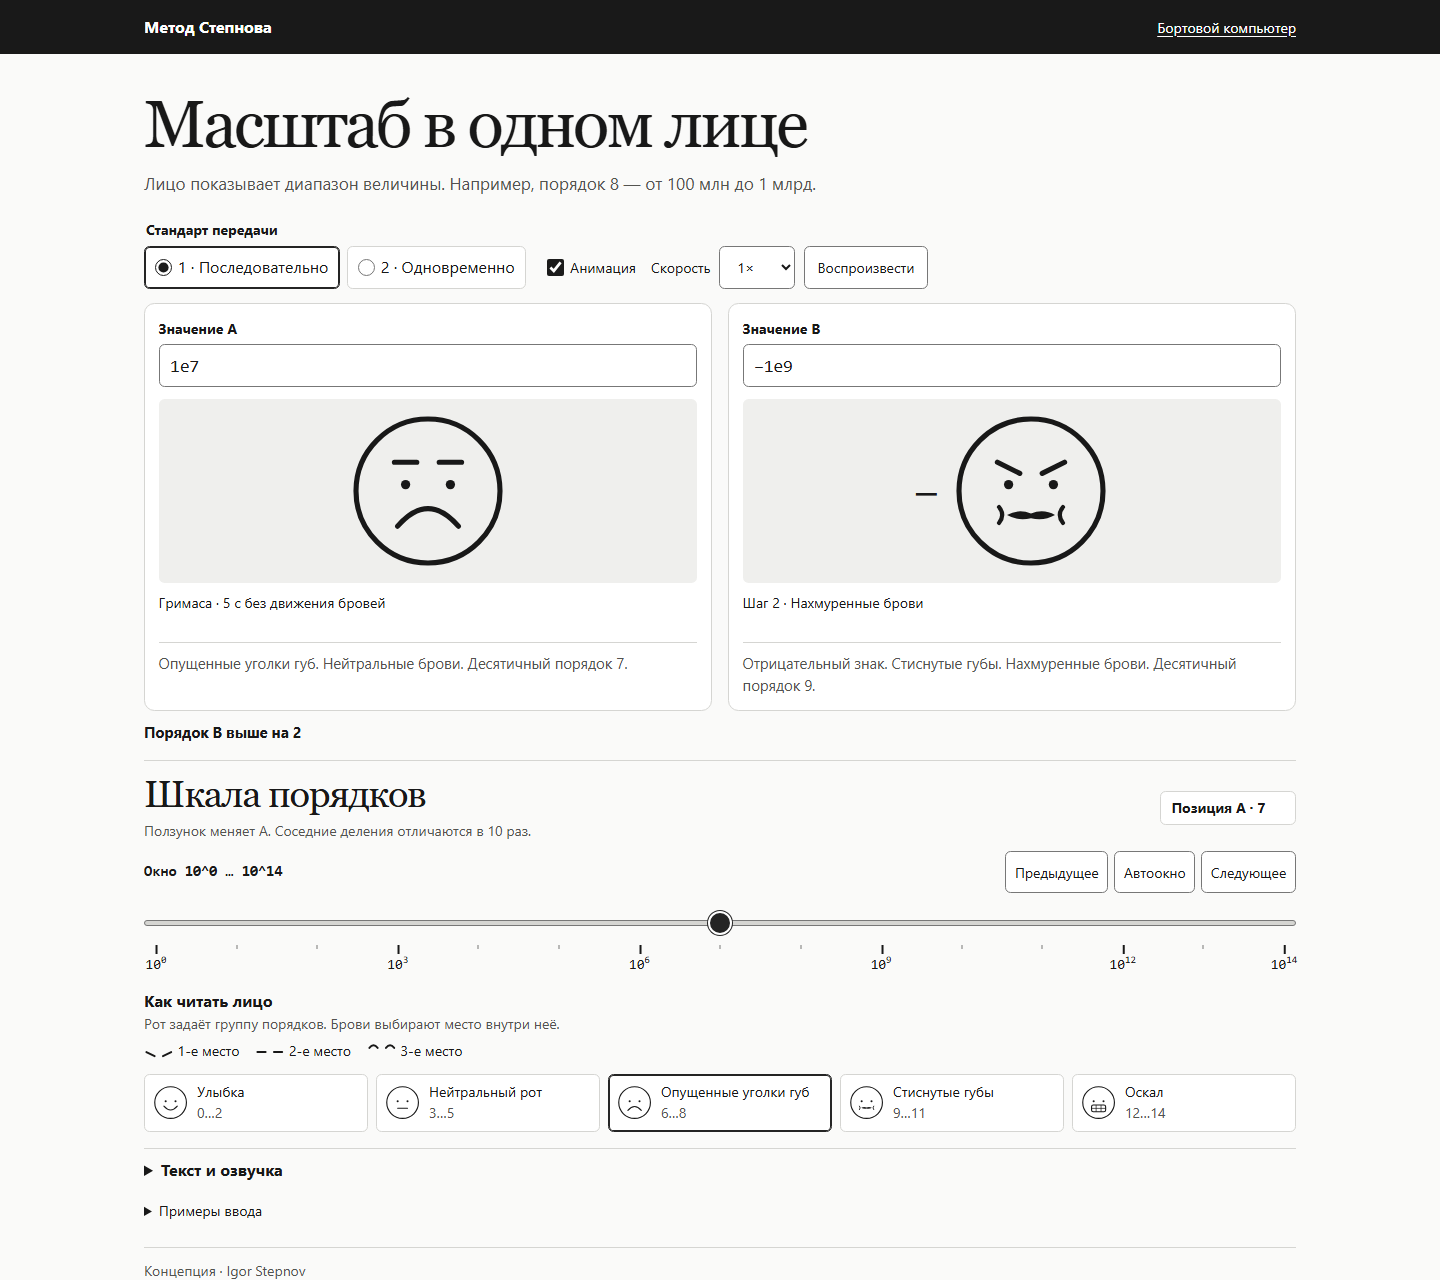 Метод Степнова
Бортовой компьютер
Масштаб в одном лице
Лицо показывает диапазон величины. Например, порядок 8 — от 100 млн до 1 млрд.
Стандарт передачи
1 · Последовательно
2 · Одновременно
Анимация
Скорость
1×
Воспроизвести
Значение A
1e7
Гримаса · 5 с без движения бровей
Опущенные уголки губ. Нейтральные брови. Десятичный порядок 7.
Значение B
−1e9
−
Шаг 2 · Нахмуренные брови
Отрицательный знак. Стиснутые губы. Нахмуренные брови. Десятичный
порядок 9.
Порядок B выше на 2
Шкала порядков
Позиция A · 7
Ползунок меняет A. Соседние деления отличаются в 10 раз.
Окно 10^0 … 10^14
Предыдущее
Автоокно
Следующее
10⁰ 10³ 10⁶ 10⁹ 10¹² 10¹⁴
Как читать лицо
Рот задаёт группу порядков. Брови выбирают место внутри неё.
1-е место
2-е место
3-е место
Улыбка
0…2
Нейтральный рот
3…5
Опущенные уголки губ
6…8
Стиснутые губы
9…11
Оскал
12…14
Текст и озвучка
Примеры ввода
Концепция · Igor Stepnov